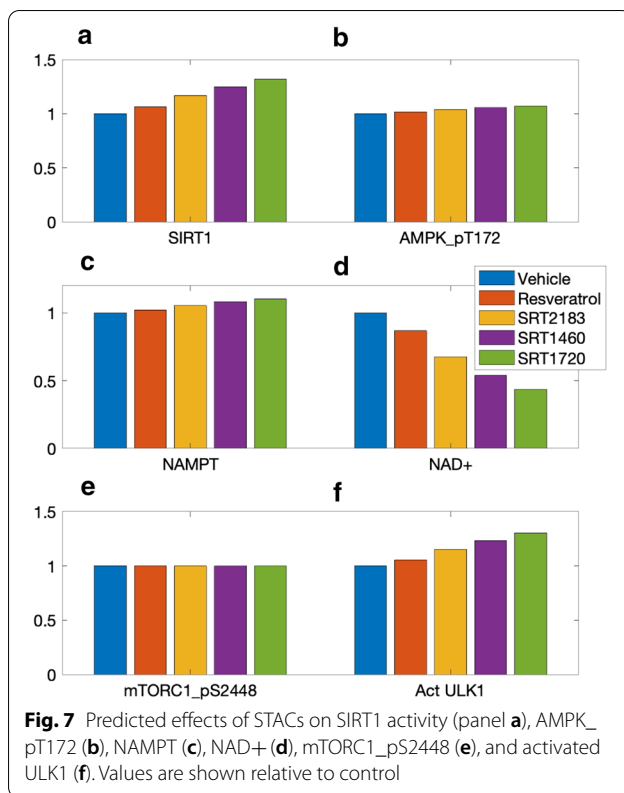 a
b
1.5
1
0.5
0
SIRT1
AMPK_pT172
c
d
1
0.5
0
NAMPT
NAD+
Vehicle
Resveratrol
SRT2183
SRT1460
SRT1720
e
f
1.5
1
0.5
0
mTORC1_pS2448
Act ULK1
Fig. 7 Predicted effects of STACs on SIRT1 activity (panel a), AMPK_
pT172 (b), NAMPT (c), NAD+ (d), mTORC1_pS2448 (e), and activated
ULK1 (f). Values are shown relative to control